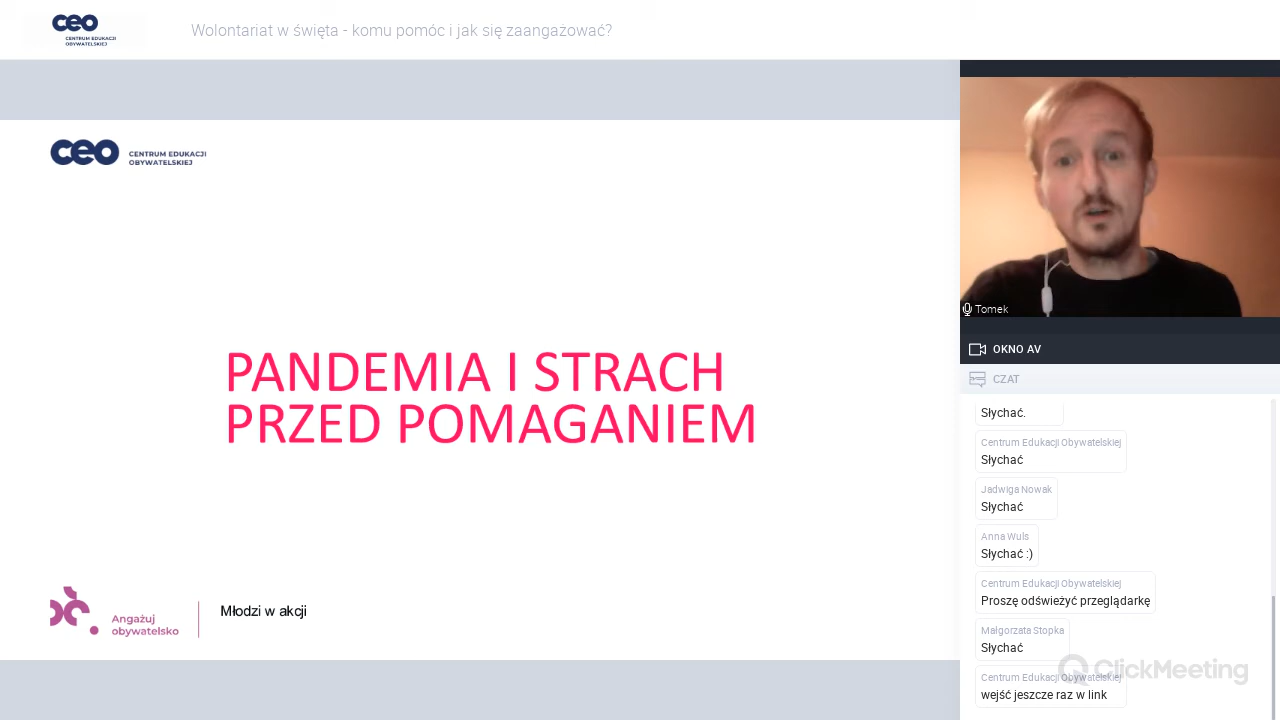 ceo
CENTRUM EDUKACJI
OBYWATELSKIEJ
Wolontariat w święta - komu pomóc i jak się zaangażować?
ceo
CENTRUM EDUKACJI
OBYWATELSKIEJ
PANDEMIA I STRACH
PRZED POMAGANIEM
Angażuj
obywatelsko
Młodzi w akcji
Tomek
OKNO AV
CZAT
Słychać.
Centrum Edukacji Obywatelskiej
Słychać
Jadwiga Nowak
Słychać
Anna Wuls
Słychać :)
Centrum Edukacji Obywatelskiej
Proszę odświeżyć przeglądarkę
Małgorzata Stopka
Słychać
Centrum Edukacji Obywatelskiej
wejść jeszcze raz w link
ClickMeeting